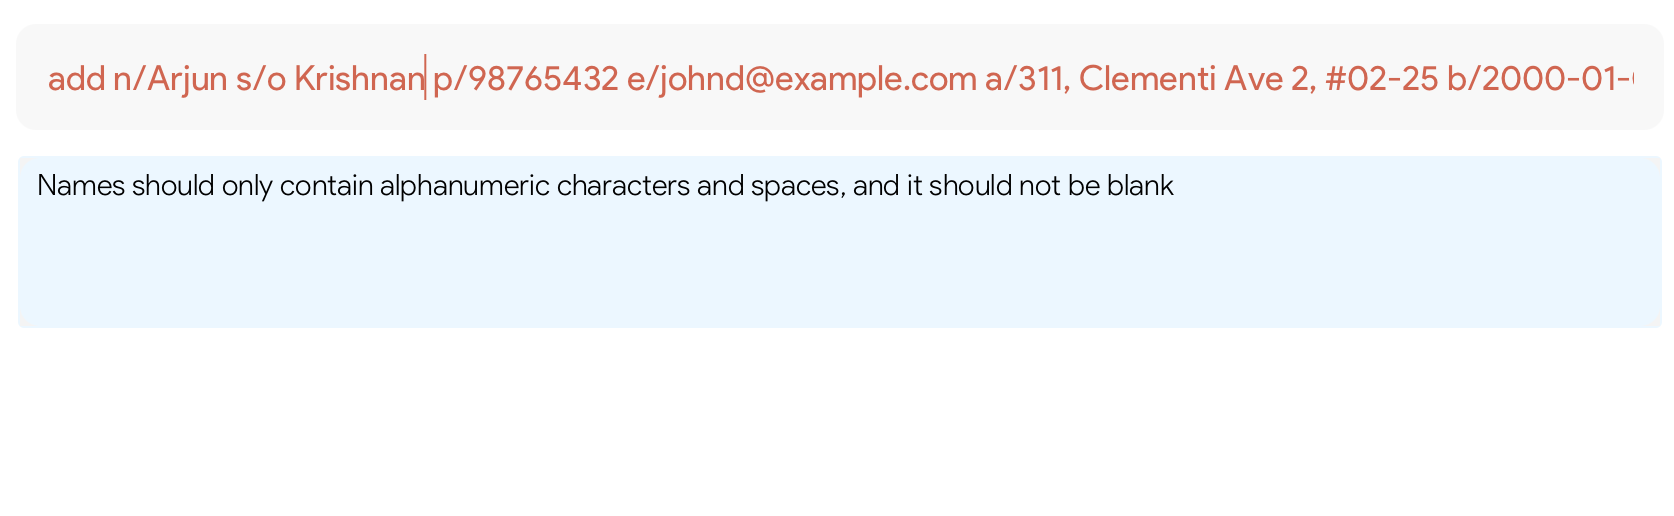 add n/Arjun s/o Krishnan p/98765432 e/johnd@example.com a/311, Clementi Ave 2, #02-25 b/2000-01-
Names should only contain alphanumeric characters and spaces, and it should not be blank